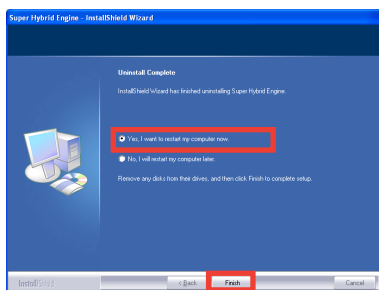 Super Hybrid Engine - InstallShield Wizard
Uninstall Complete
InstallShield Wizard has finished uninstalling Super Hybrid Engine.
Yes, I want to restart my computer now.
No, I will restart my computer later.
Remove any disks from their drives, and then click Finish to complete setup.
InstallShield
< Back Finish Cancel